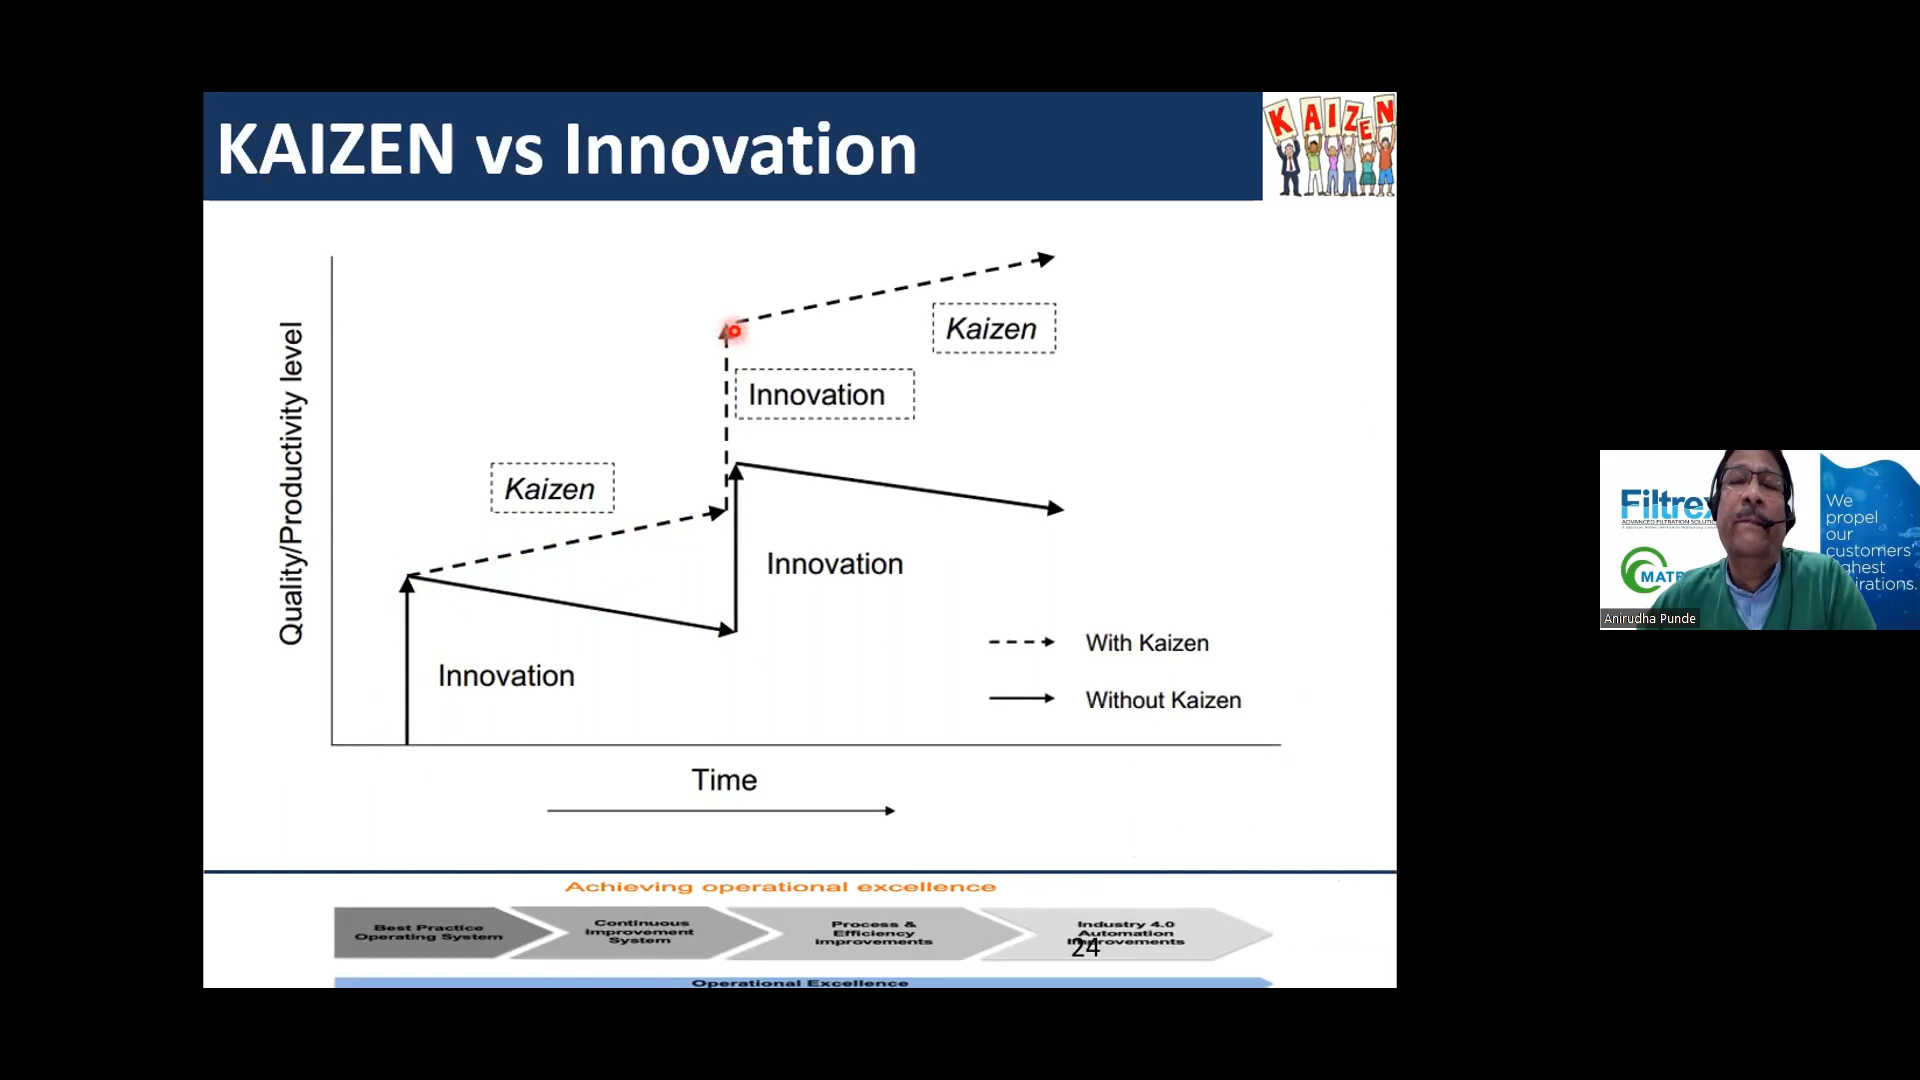 KAIZEN vs Innovation
KAIZEN
Quality/Productivity level
Kaizen
Innovation
Kaizen
Innovation
Innovation
With Kaizen
Without Kaizen
Time
Achieving operational excellence
Best Practice
Operating System
Continuous
Improvement
System
Process &
Efficiency
improvements
Industry 4.0
Automation
24
Operational Excellence
ADVANCED FILTRATION
We
propel
our
customers'
Anirudha Punde